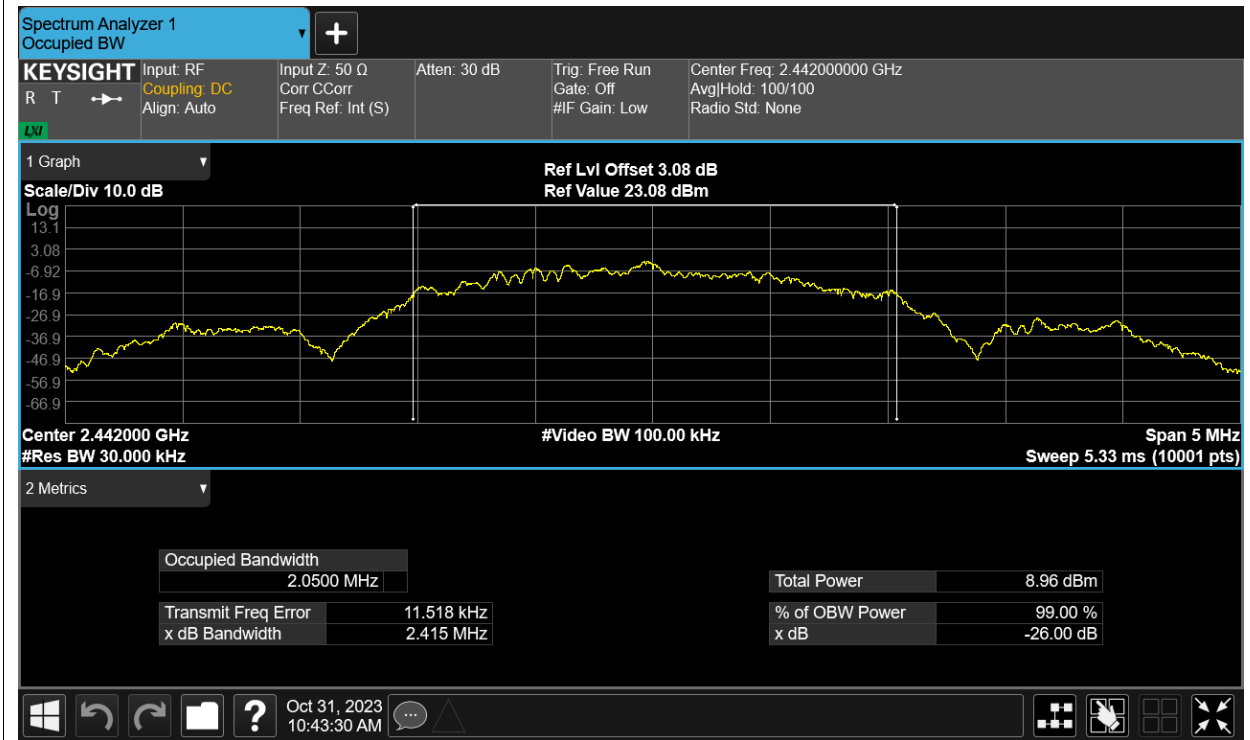 Spectrum Analyzer 1
Occupied BW
KEYSIGHT
R T
LXI
Input: RF
Coupling: DC
Align: Auto
Input Z: 50 Ω
Corr CCorr
Freq Ref: Int (S)
Atten: 30 dB
Trig: Free Run
Gate: Off
#IF Gain: Low
Center Freq: 2.442000000 GHz
Avg|Hold: 100/100
Radio Std: None
1 Graph
Ref Lvl Offset 3.08 dB
Scale/Div 10.0 dB
Ref Value 23.08 dBm
Log
13.1
3.08
-6.92
-16.9
-26.9
-36.9
-46.9
-56.9
-66.9
Center 2.442000 GHz
#Video BW 100.00 kHz
Span 5 MHz
#Res BW 30.000 kHz
Sweep 5.33 ms (10001 pts)
2 Metrics
Occupied Bandwidth
2.0500 MHz
Total Power 8.96 dBm
Transmit Freq Error 11.518 kHz
% of OBW Power 99.00 %
x dB Bandwidth 2.415 MHz
x dB -26.00 dB
?
Oct 31, 2023
10:43:30 AM